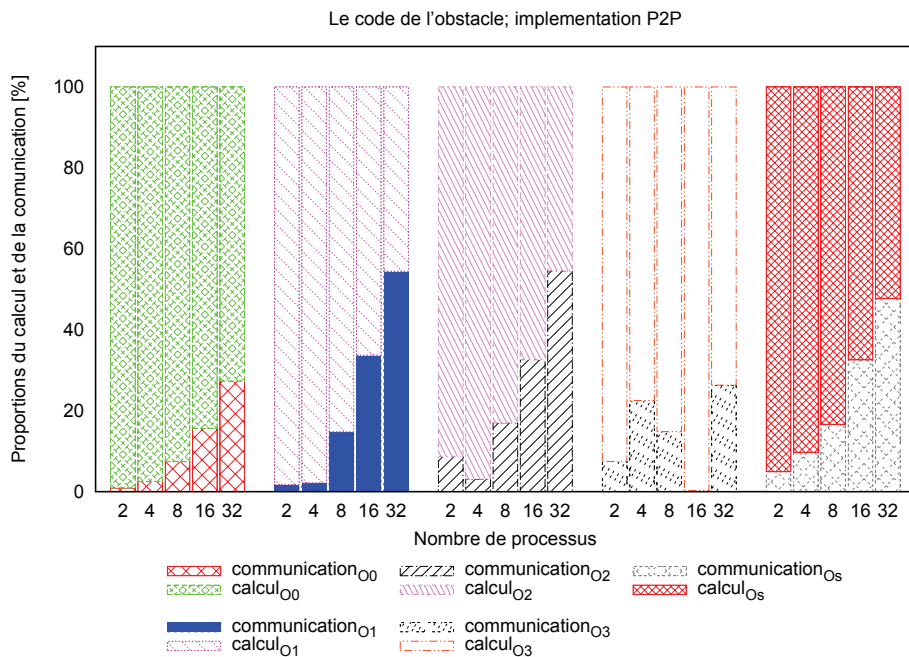 Le code de l'obstacle; implementation P2P
Proportions du calcul et de la comunication [%]
100
80
60
40
20
0
2 4 8 16 32 2 4 8 16 32 2 4 8 16 32 2 4 8 16 32 2 4 8 16 32
Nombre de processus
communicationO0 communicationO2 communicationOs
calculO0 calculO2 calculOs
communicationO1 communicationO3
calculO1 calculO3